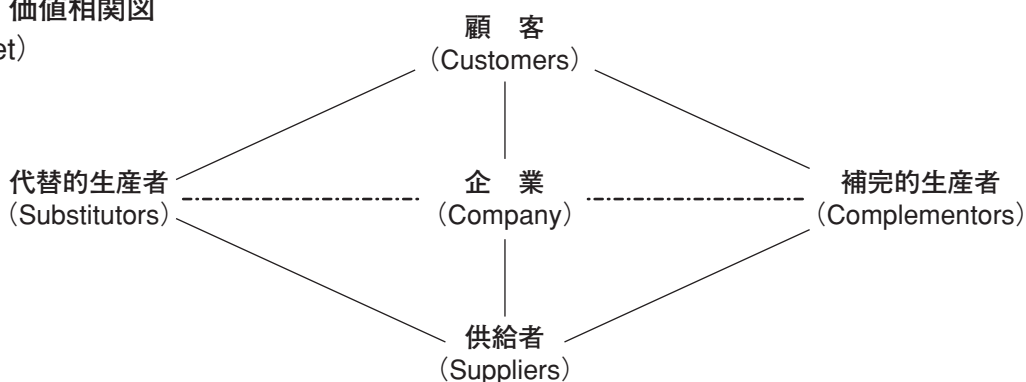 価値相関図
et）
顧　客
（Customers）
代替的生産者
（Substitutors）
企　業
（Company）
補完的生産者
（Complementors）
供給者
（Suppliers）